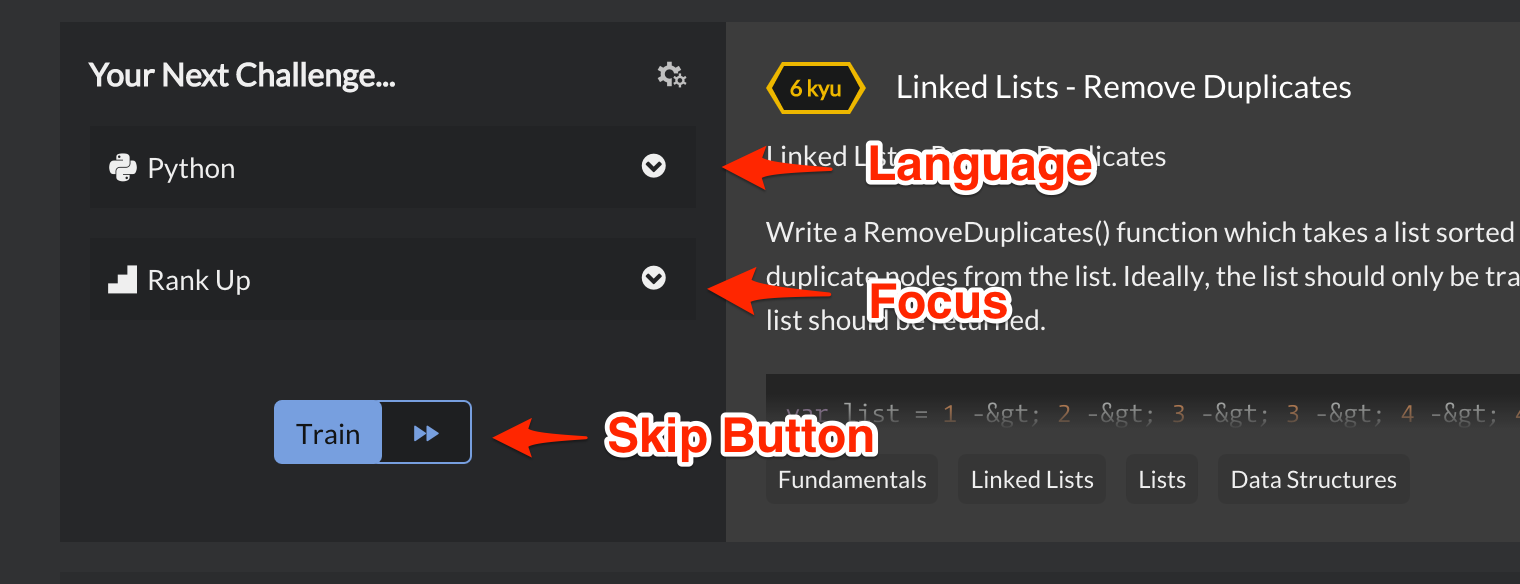 Your Next Challenge...
Python
Rank Up
Train
6 kyu
Linked Lists - Remove Duplicates
Linked Lists - Remove Duplicates
Language
Write a RemoveDuplicates() function which takes a list sorted
duplicate nodes from the list. Ideally, the list should only be tra
Focus
list should be returned.
var list = 1 -&gt; 2 -&gt; 3 -&gt; 3 -&gt; 4 -&gt; 4
Skip Button
Fundamentals
Linked Lists
Lists
Data Structures